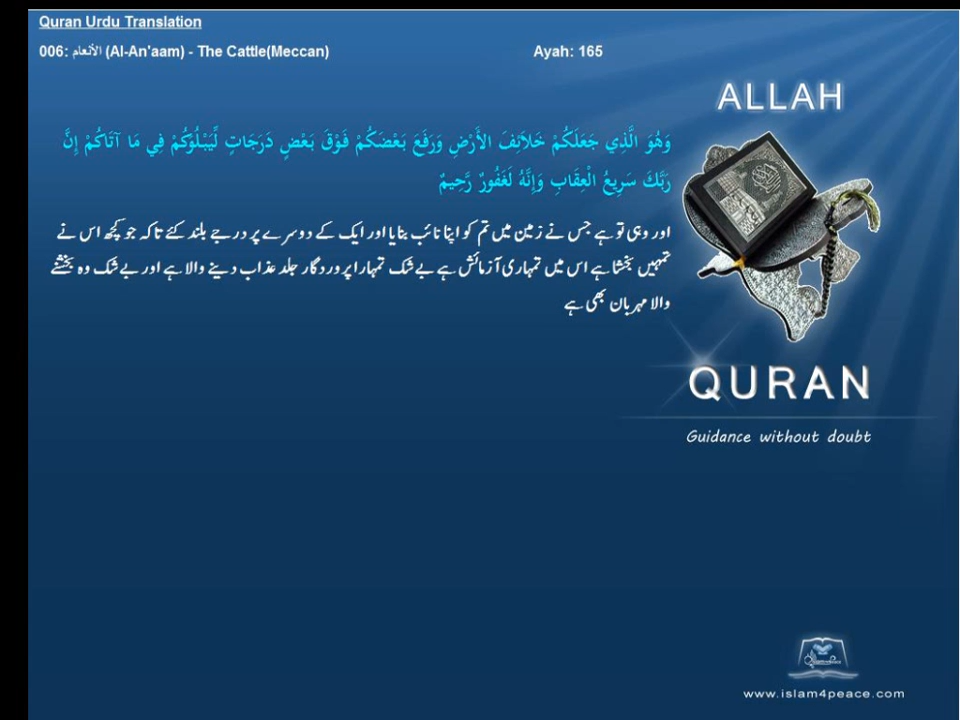 Quran Urdu Translation
006: الأنعام (Al-An'aam) - The Cattle(Meccan) Ayah: 165
ALLAH
وَهُوَ الَّذِي جَعَلَكُمْ خَلاَئِفَ الأَرْضِ وَرَفَعَ بَعْضَكُمْ فَوْقَ بَعْضٍ دَرَجَاتٍ لِّيَبْلُوَكُمْ فِي مَا آتَاكُمْ إِنَّ
رَبَّكَ سَرِيعُ الْعِقَابِ وَإِنَّهُ لَغَفُورٌ رَّحِيمٌ
اور وہی تو ہے جس نے زمین میں تم کو اپنا نائب بنایا اور ایک کے دوسرے پر درجے بلند کئے تاکہ جو کچھ اس نے
تمہیں بخشا ہے اس میں تمہاری آزمائش ہے بے شک تمہارا پروردگار جلد عذاب دینے والا ہے اور بے شک وہ بخشے
والا مہربان بھی ہے
QURAN
Guidance without doubt
www.islam4peace.com